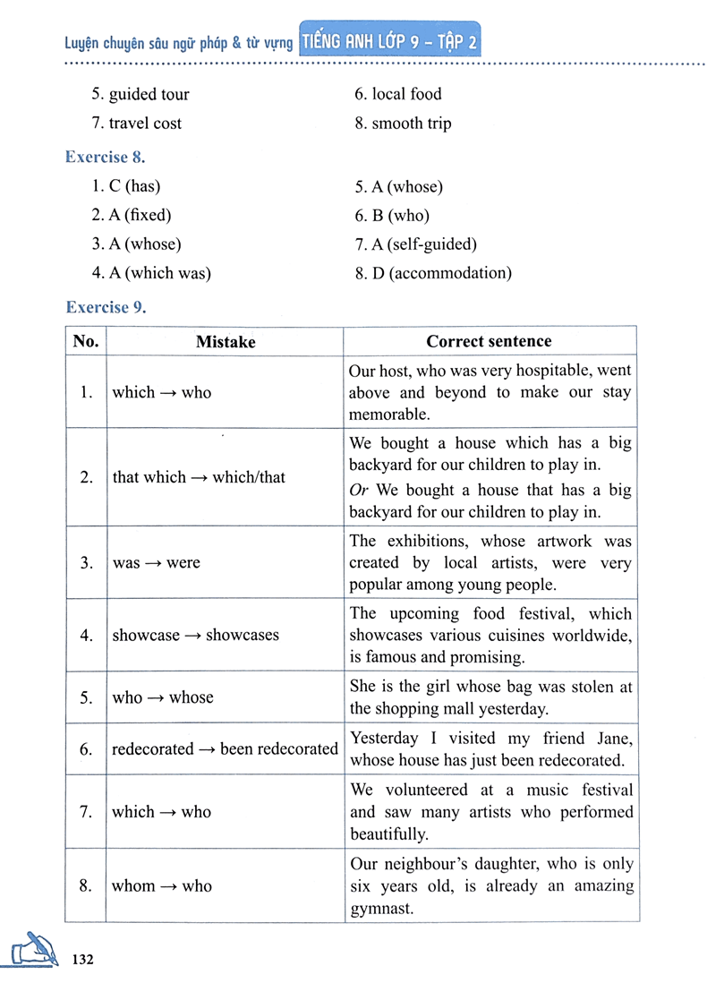 Luyện chuyên sâu ngữ pháp & từ vựng TIẾNG ANH LỚP 9 – TẬP 2
5. guided tour 6. local food
7. travel cost 8. smooth trip
Exercise 8.
1. C (has) 5. A (whose)
2. A (fixed) 6. B (who)
3. A (whose) 7. A (self-guided)
4. A (which was) 8. D (accommodation)
Exercise 9.
No. Mistake Correct sentence
1. which → who
Our host, who was very hospitable, went
above and beyond to make our stay
memorable.
2. that which → which/that
We bought a house which has a big
backyard for our children to play in.
Or We bought a house that has a big
backyard for our children to play in.
3. was → were
The exhibitions, whose artwork was
created by local artists, were very
popular among young people.
4. showcase → showcases
The upcoming food festival, which
showcases various cuisines worldwide,
is famous and promising.
5. who → whose
She is the girl whose bag was stolen at
the shopping mall yesterday.
6. redecorated → been redecorated
Yesterday I visited my friend Jane,
whose house has just been redecorated.
7. which → who
We volunteered at a music festival
and saw many artists who performed
beautifully.
8. whom → who
Our neighbour's daughter, who is only
six years old, is already an amazing
gymnast.
132